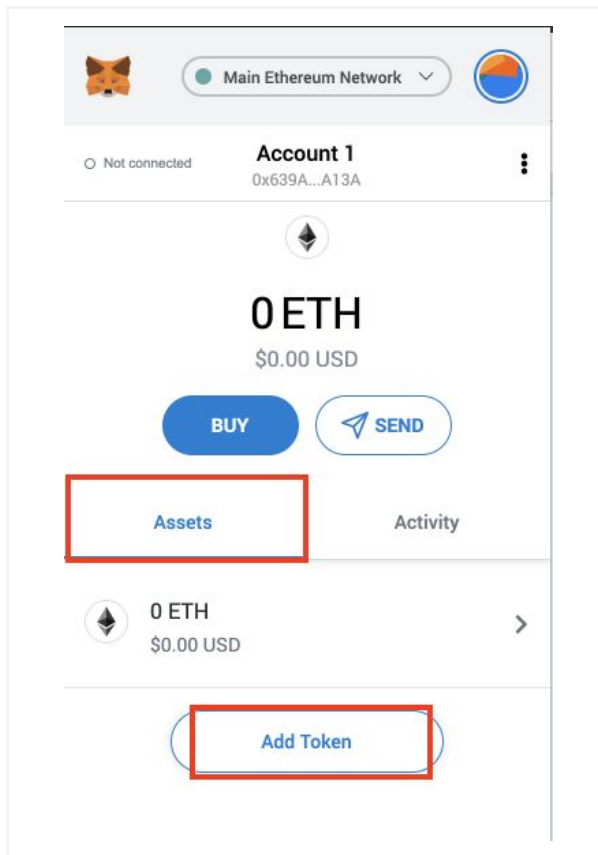 Main Ethereum Network
Not connected
Account 1
0x639A...A13A
0 ETH
$0.00 USD
BUY
SEND
Assets
Activity
0 ETH
$0.00 USD
Add Token